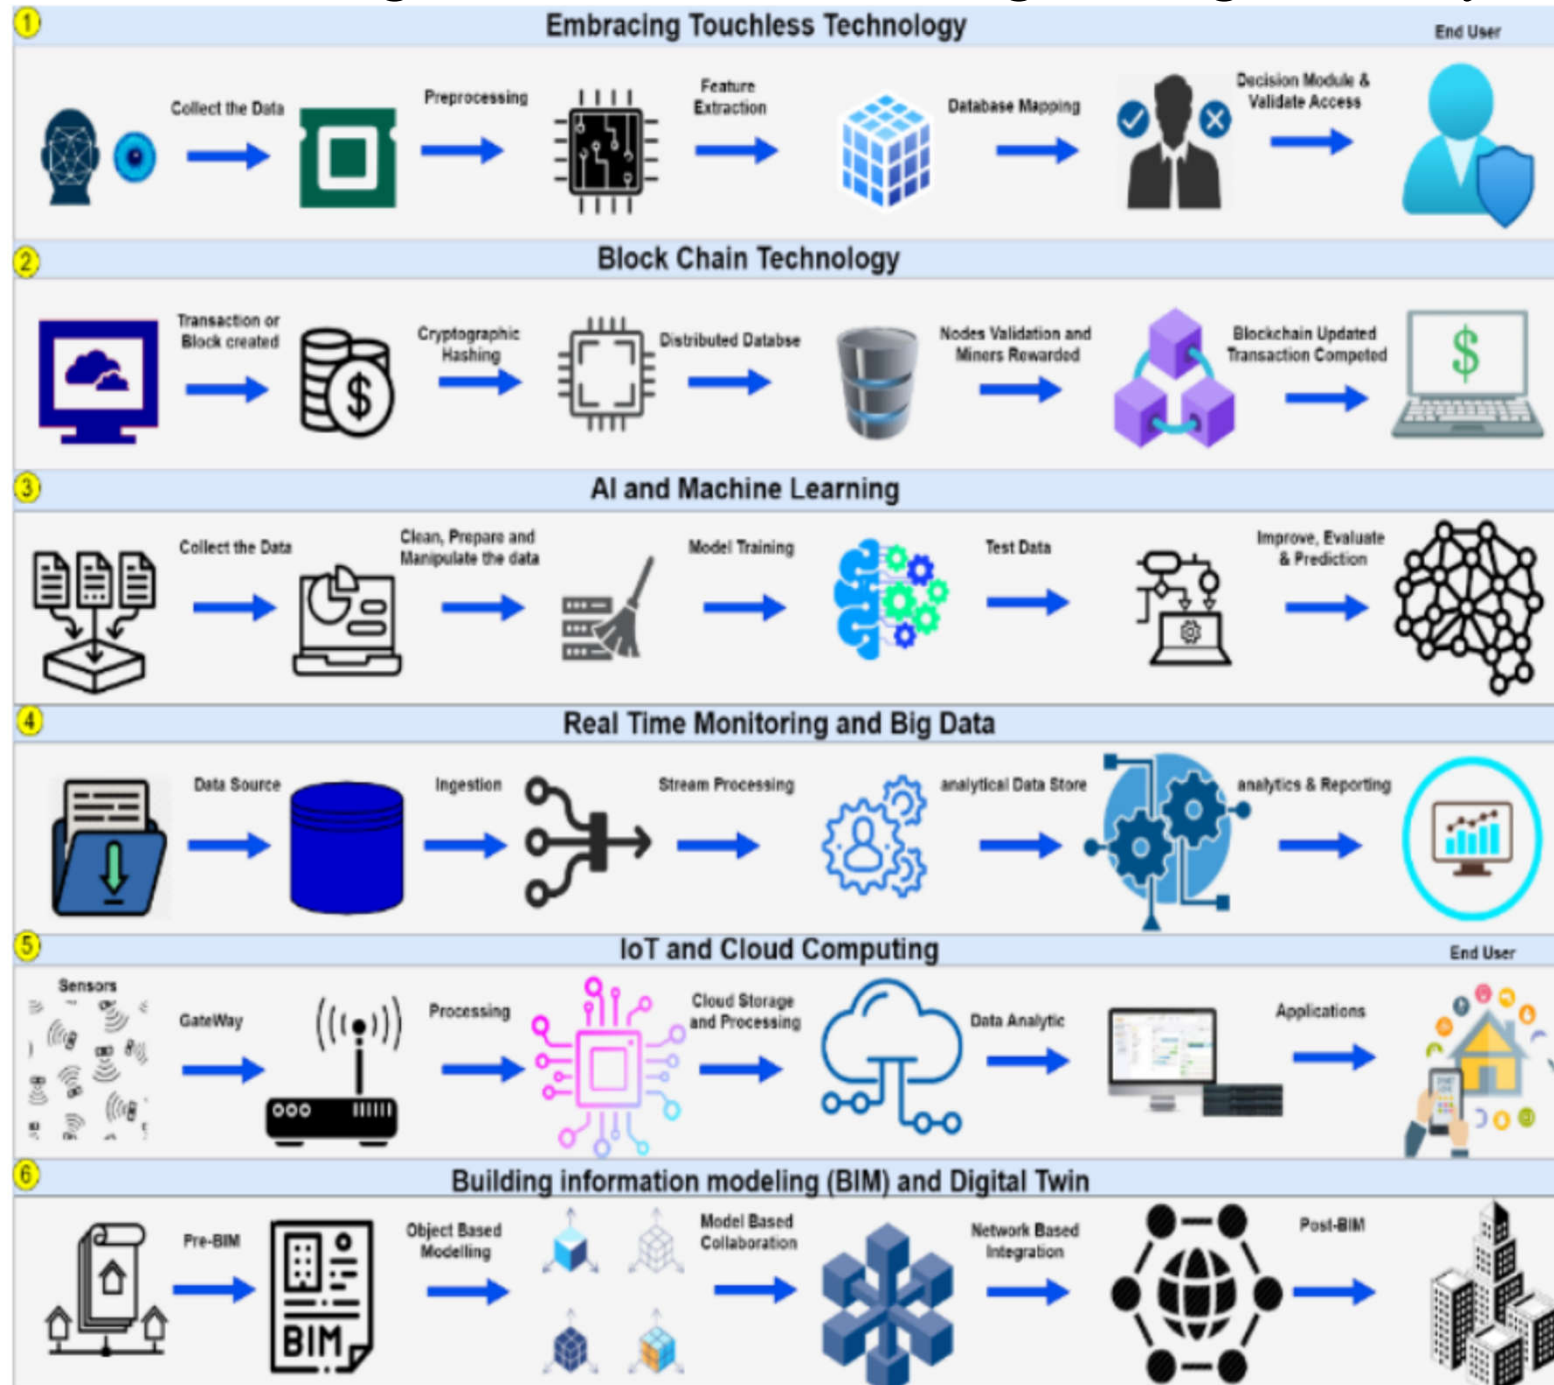 1
Embracing Touchless Technology
End User
Collect the Data
Preprocessing
Feature
Extraction
Database Mapping
Decision Module &
Validate Access
2
Block Chain Technology
Transaction or
Block created
Cryptographic
Hashing
Distributed Databse
Nodes Validation and
Miners Rewarded
Blockchain Updated
Transaction Competed
$
$
3
AI and Machine Learning
Collect the Data
Clean, Prepare and
Manipulate the data
Model Training
Test Data
Improve, Evaluate
& Prediction
4
Real Time Monitoring and Big Data
Data Source
Ingestion
Stream Processing
analytical Data Store
analytics & Reporting
5
IoT and Cloud Computing
End User
Sensors
GateWay
Processing
Cloud Storage
and Processing
Data Analytic
Applications
6
Building information modeling (BIM) and Digital Twin
Pre-BIM
Object Based
Modelling
Model Based
Collaboration
Network Based
Integration
Post-BIM
BIM